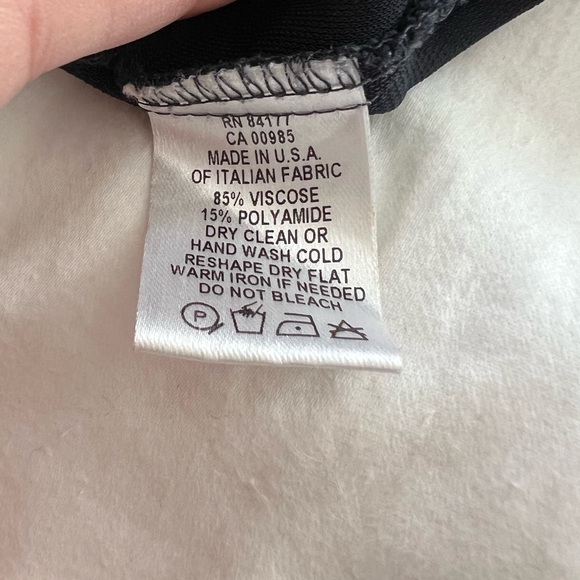 RN 84177
CA 00985
MADE IN U.S.A.
OF ITALIAN FABRIC
85% VISCOSE
15% POLYAMIDE
DRY CLEAN OR
HAND WASH COLD
RESHAPE DRY FLAT
WARM IRON IF NEEDED
DO NOT BLEACH
P